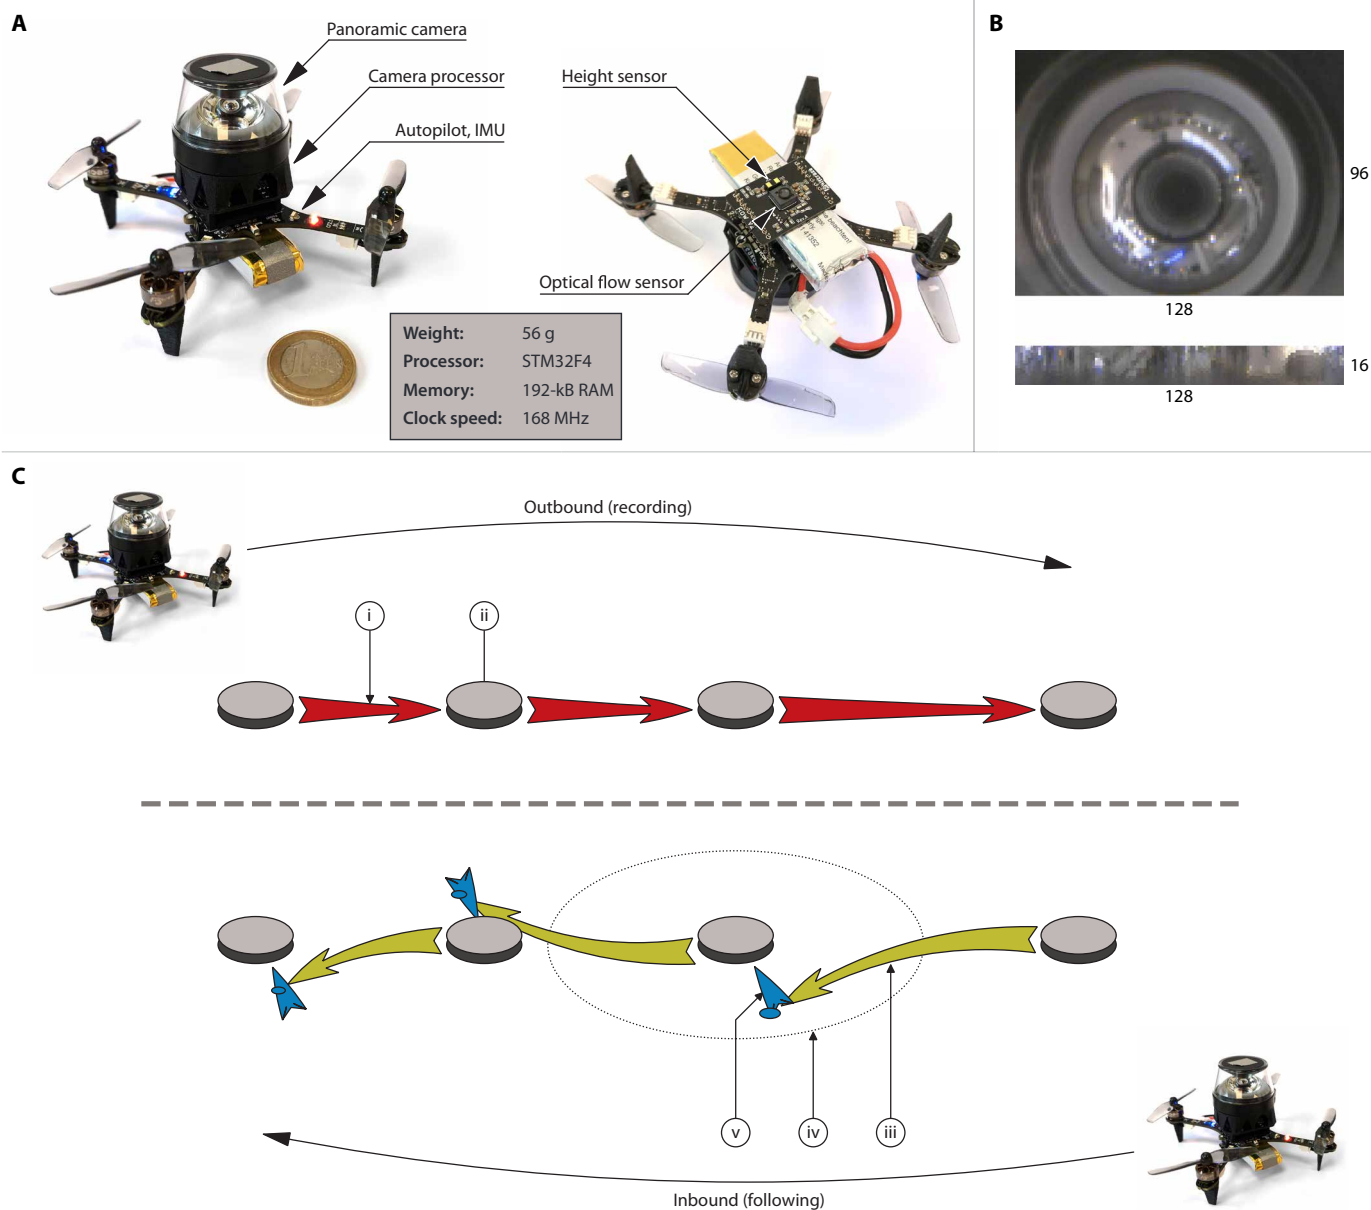 A
Panoramic camera
Camera processor
Autopilot, IMU
Height sensor
Optical flow sensor
Weight: 56 g
Processor: STM32F4
Memory: 192-kB RAM
Clock speed: 168 MHz
B
96
128
16
128
C
Outbound (recording)
i
ii
v
iv
iii
Inbound (following)